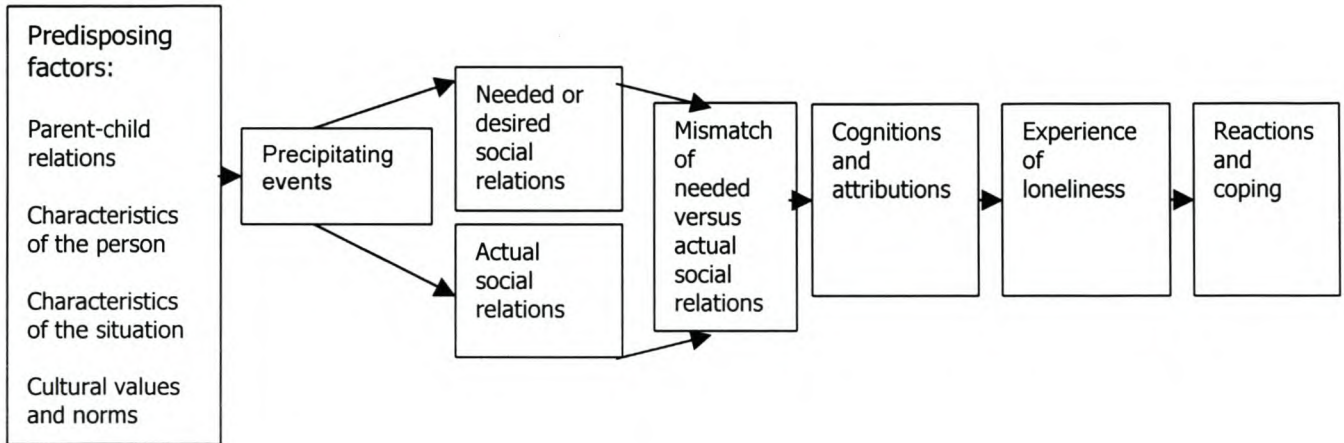 Predisposing
factors:
Parent-child
relations
Characteristics
of the person
Characteristics
of the situation
Cultural values
and norms
Precipitating
events
Needed or
desired
social
relations
Actual
social
relations
Mismatch
of
needed
versus
actual
social
relations
Cognitions
and
attributions
Experience
of
loneliness
Reactions
and
coping